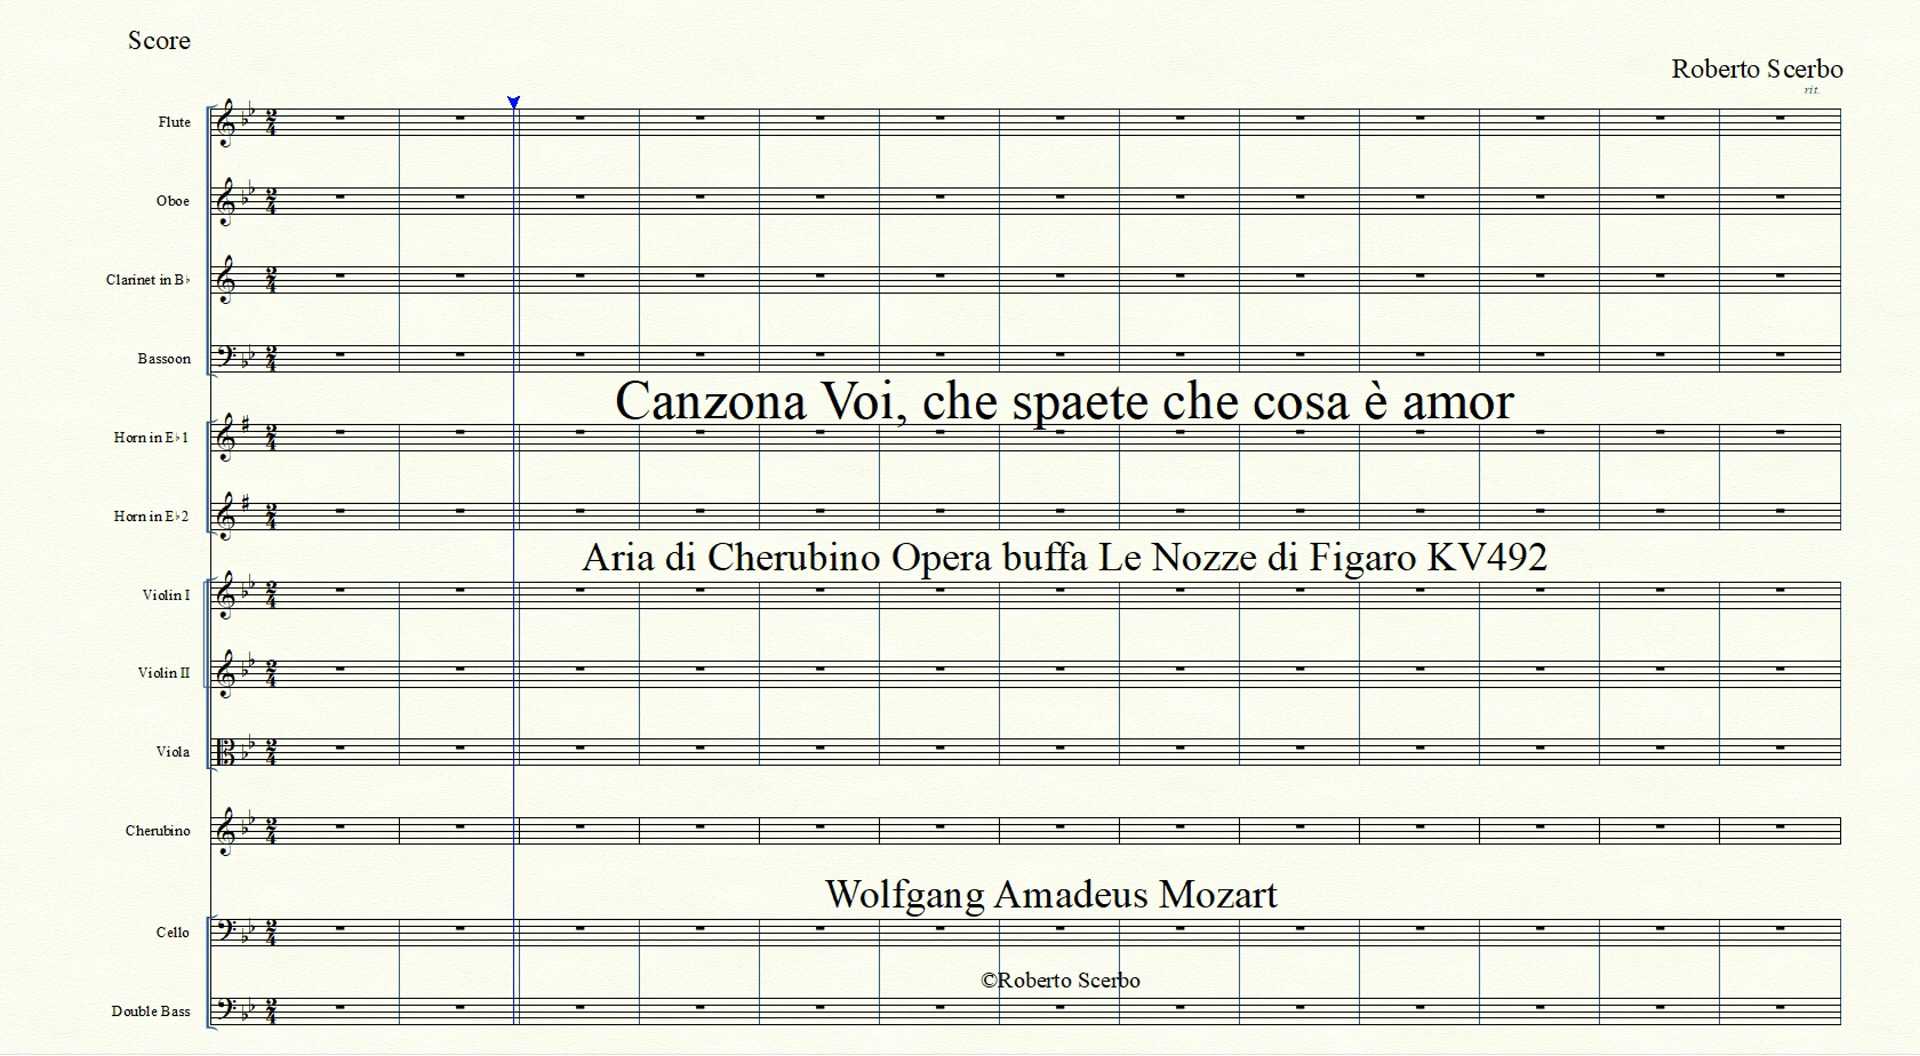 Score
Roberto Scerbo
rit.
Flute
Oboe
Clarinet in B♭
Bassoon
Canzona Voi, che spaete che cosa è amor
Horn in E♭1
Horn in E♭2
Aria di Cherubino Opera buffa Le Nozze di Figaro KV492
Violin I
Violin II
Viola
Cherubino
Wolfgang Amadeus Mozart
Cello
©Roberto Scerbo
Double Bass